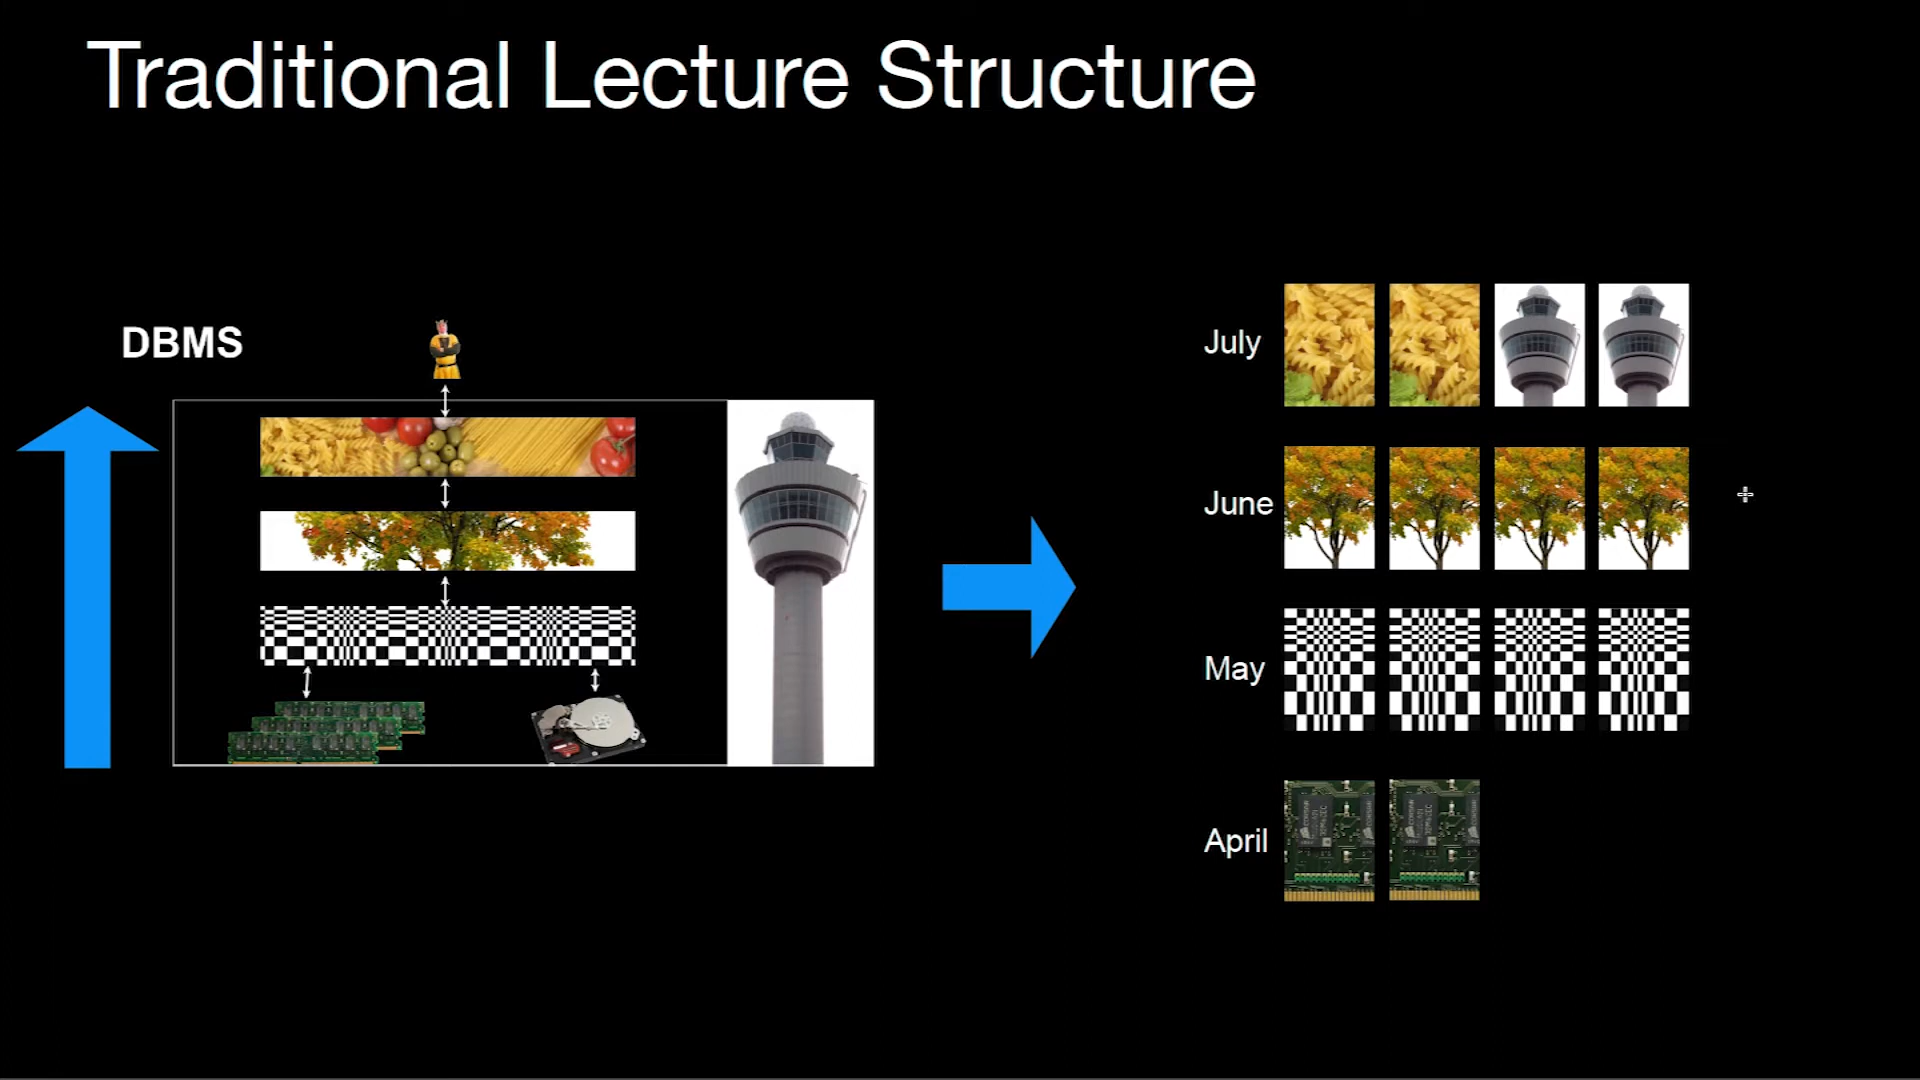 Traditional Lecture Structure
DBMS
July
June
May
April